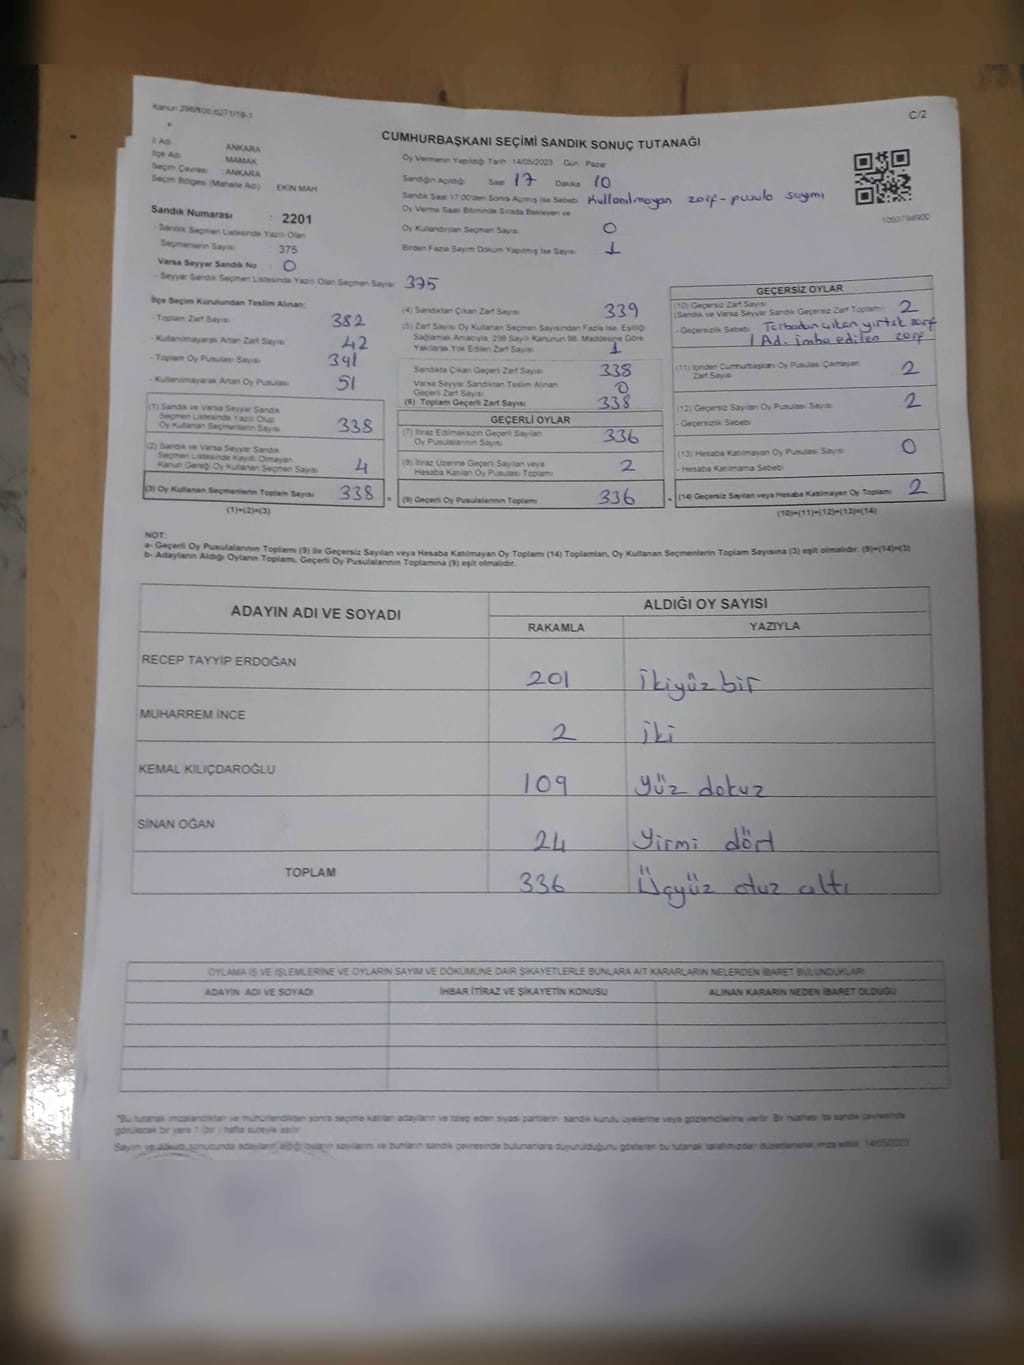 C/2
CUMHURBAŞKANI SEÇİMİ SANDIK SONUÇ TUTANAĞI
İl Adı ANKARA
İlçe Adı MAMAK
Seçim Çevresi : ANKARA
Seçim Bölgesi (Mahalle Adı) EKİN MAH
Oy Vermenin Yapıldığı Tarih 14/05/2023 Gün Pazar
Sandığın Açıldığı Saat 17 Dakika 10
Sandık Saat 17:00'den Sonra Açılmış İse Sebebi Kullanılmayan zarf-pusula sayımı
Oy Verme Saati Bitiminde Sırada Bekleyen ve
Oy Kullandırılan Seçmen Sayısı 0
Birden Fazla Sayım Döküm Yapılmış İse Sayısı 1
Sandık Numarası : 2201
- Sandık Seçmen Listesinde Yazılı Olan
Seçmenlerin Sayısı : 375
Varsa Seyyar Sandık No : 0
- Seyyar Sandık Seçmen Listesinde Yazılı Olan Seçmen Sayısı 375
İlçe Seçim Kurulundan Teslim Alınan:
- Toplam Zarf Sayısı 382
- Kullanılmayarak Artan Zarf Sayısı 42
- Toplam Oy Pusulası Sayısı 391
- Kullanılmayarak Artan Oy Pusulası 51
(1) Sandık ve Varsa Seyyar Sandık
Seçmen Listesinde Yazılı Olup
Oy Kullanan Seçmenlerin Sayısı 338
(2) Sandık ve Varsa Seyyar Sandık
Seçmen Listesinde Kayıtlı Olmayan
Kanun Gereği Oy Kullanan Seçmen Sayısı 4
(3) Oy Kullanan Seçmenlerin Toplam Sayısı 338 =
(1)+(2)=(3)
(4) Sandıktan Çıkan Zarf Sayısı 339
(5) Zarf Sayısı Oy Kullanan Seçmen Sayısından Fazla İse, Eşitliği
Sağlamak Amacıyla, 298 Sayılı Kanunun 98. Maddesine Göre
Yakılarak Yok Edilen Zarf Sayısı 1
Sandıkta Çıkan Geçerli Zarf Sayısı 338
Varsa Seyyar Sandıktan Teslim Alınan
Geçerli Zarf Sayısı 0
(6) Toplam Geçerli Zarf Sayısı 338
GEÇERLİ OYLAR
(7) İtiraz Edilmeksizin Geçerli Sayılan
Oy Pusulalarının Sayısı 336
(8) İtiraz Üzerine Geçerli Sayılan veya
Hesaba Katılan Oy Pusulası Toplamı 2
(9) Geçerli Oy Pusulalarının Toplamı 336 +
GEÇERSİZ OYLAR
(10) Geçersiz Zarf Sayısı
(Sandık ve Varsa Seyyar Sandık Geçersiz Zarf Toplamı) 2
- Geçersizlik Sebebi Torbadan çıkan yırtık zarf
1 Ad. imha edilen zarf
(11) İçinden Cumhurbaşkanı Oy Pusulası Çıkmayan
Zarf Sayısı 2
(12) Geçersiz Sayılan Oy Pusulası Sayısı 2
- Geçersizlik Sebebi
(13) Hesaba Katılmayan Oy Pusulası Sayısı 0
- Hesaba Katılmama Sebebi
(14) Geçersiz Sayılan veya Hesaba Katılmayan Oy Toplamı 2
(10)+(11)+(12)+(13)=(14)
NOT:
a- Geçerli Oy Pusulalarının Toplamı (9) ile Geçersiz Sayılan veya Hesaba Katılmayan Oy Toplamı (14) Toplamları, Oy Kullanan Seçmenlerin Toplam Sayısına (3) eşit olmalıdır. (9)+(14)=(3)
b- Adayların Aldığı Oyların Toplamı, Geçerli Oy Pusulalarının Toplamına (9) eşit olmalıdır.
ADAYIN ADI VE SOYADI
ALDIĞI OY SAYISI
RAKAMLA YAZIYLA
RECEP TAYYİP ERDOĞAN 201 İkiyüz bir
MUHARREM İNCE 2 İki
KEMAL KILIÇDAROĞLU 109 yüz dokuz
SİNAN OĞAN 24 Yirmi dört
TOPLAM 336 Üçyüz otuz altı
OYLAMA İŞ VE İŞLEMLERİNE VE OYLARIN SAYIM VE DÖKÜMÜNE DAİR ŞİKAYETLERLE BUNLARA AİT KARARLARIN NELERDEN İBARET BULUNDUKLARI
ADAYIN ADI VE SOYADI İHBAR İTİRAZ VE ŞİKAYETİN KONUSU ALINAN KARARIN NEDEN İBARET OLDUĞU
*Bu tutanak imzalandıktan ve mühürlendikten sonra seçime katılan adayların ve talep eden siyasi partilerin sandık kurulu üyelerine veya gözlemcilerine verilir. Bir nüshası da sandık çevresinde
görülecek bir yere 1 (bir) hafta süreyle asılır
Sayım ve döküm sonucunda adayların aldığı oyların sayılarını ve bunların sandık çevresinde bulunanlara duyurulduğunu gösteren bu tutanak tarafımızdan düzenlenerek imza edildi. 14/05/2023